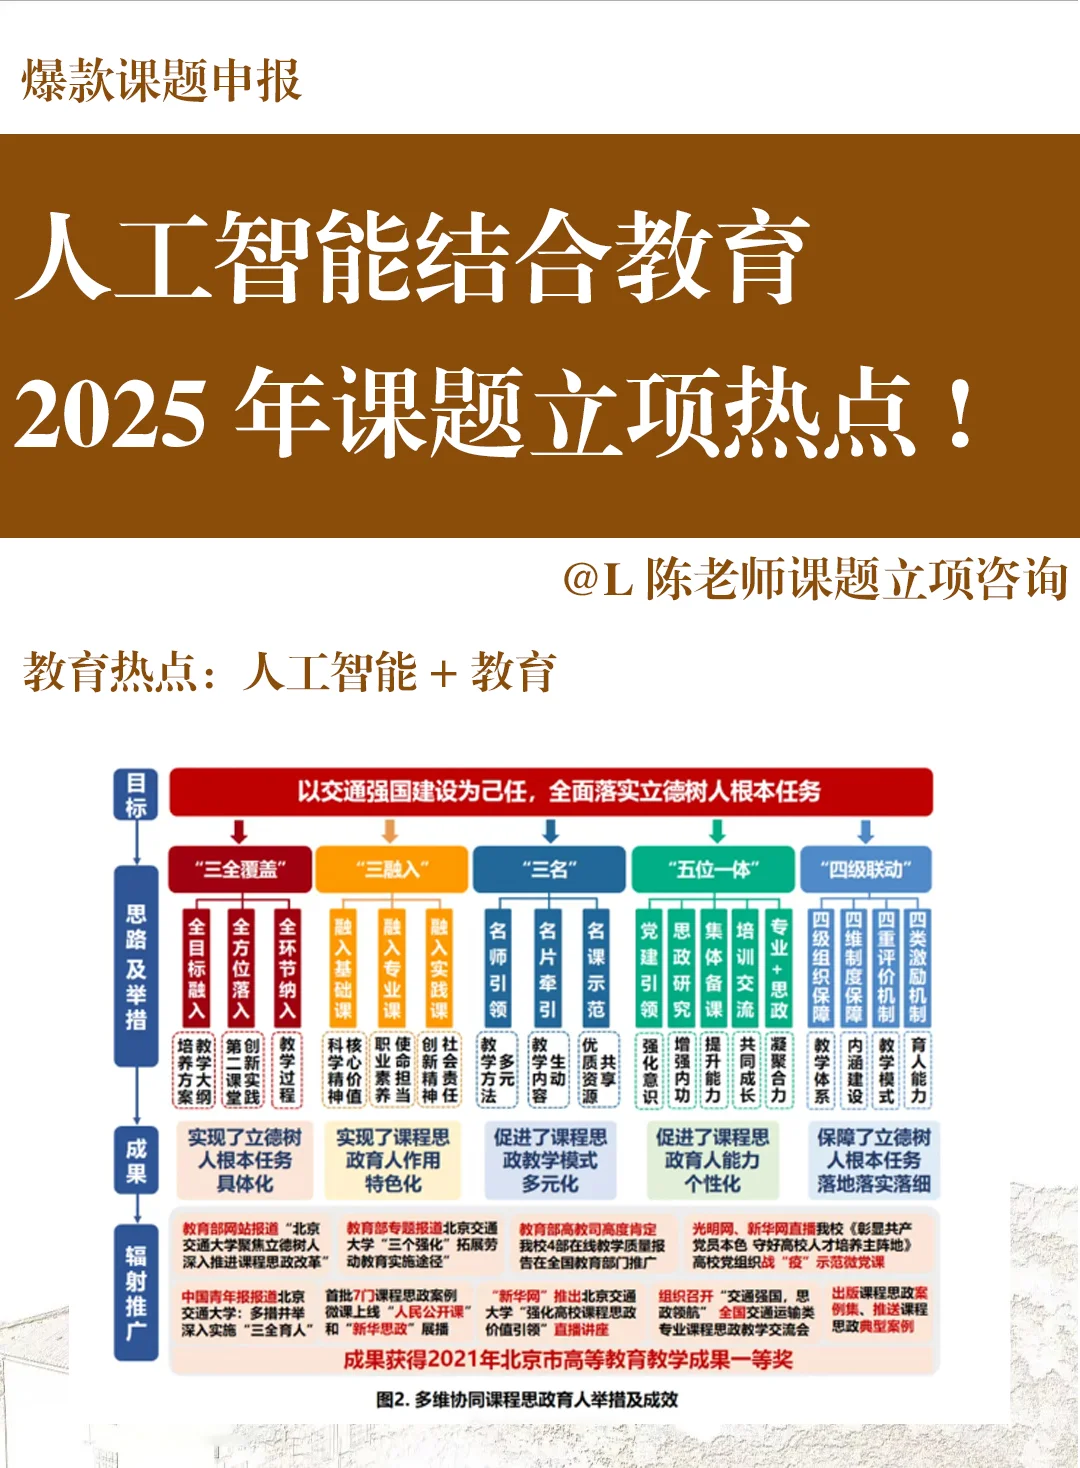 爆款课题申报
人工智能结合教育
2025 年课题立项热点！
@L 陈老师课题立项咨询
教育热点：人工智能 + 教育
目标
以交通强国建设为己任，全面落实立德树人根本任务
思路及举措
“三全覆盖”
“三融入”
“三名”
“五位一体”
“四级联动”
全目标融入
全方位落入
全环节纳入
融入基础课
融入专业课
融入实践课
名师引领
名片牵引
名课示范
党建引领
思政研究
集体备课
培训交流
专业+思政
四级组织保障
四维制度保障
四重评价机制
四类激励机制
教学大纲
培养方案
创新实践
第二课堂
教学过程
核心价值
科学精神
使命担当
职业素养
社会责任
创新精神
多元
教学方法
生动
教学内容
共享
优质资源
强化意识
增强内功
提升能力
共同成长
凝聚合力
教学体系
内涵建设
教学模式
育人能力
成果
实现了立德树
人根本任务
具体化
实现了课程思
政育人作用
特色化
促进了课程思
政教学模式
多元化
促进了课程思
政育人能力
个性化
保障了立德树
人根本任务
落地落实落细
辐射推广
教育部网站报道“北京
交通大学聚焦立德树人
深入推进课程思政改革”
教育部专题报道北京交通
大学“三个强化”拓展劳
动教育实施途径”
教育部高教司高度肯定
我校4部在线教学质量报
告在全国教育部门推广
光明网、新华网直播我校《彰显共产
党员本色 守好高校人才培养主阵地》
高校党组织战“疫”示范微党课
中国青年报报道北京
交通大学：多措并举
深入实施“三全育人”
首批7门课程思政案例
微课上线“人民公开课”
和“新华思政”展播
“新华网”推出北京交通
大学“强化高校课程思政
价值引领”直播讲座
组织召开“交通强国，思
政领航” 全国交通运输类
专业课程思政教学交流会
出版课程思政案
例集、推送课程
思政典型案例
成果获得2021年北京市高等教育教学成果一等奖
图2. 多维协同课程思政育人举措及成效